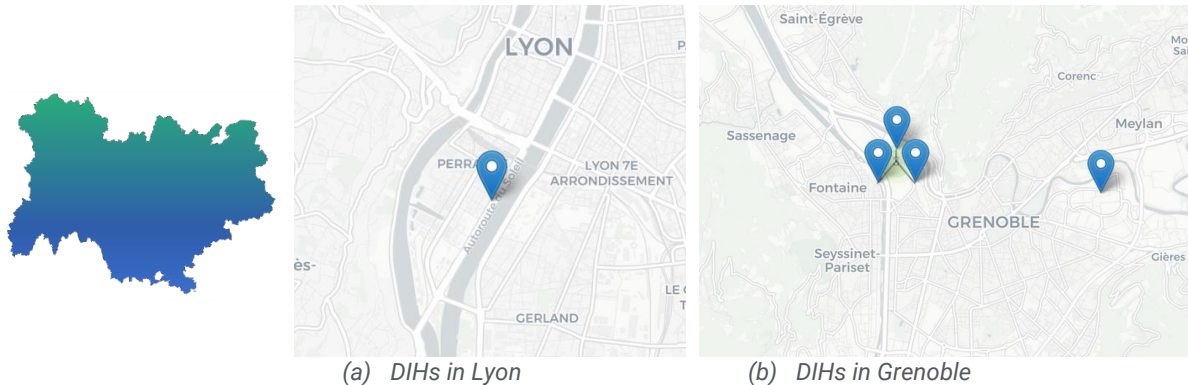 LYON
PERRA
Autoroute du Soleil
LYON 7E
ARRONDISSEMENT
ès-
LE
T
GERLAND
(a) DIHs in Lyon
Saint-Égrève
Mo
Sai
Corenc
Sassenage
Meylan
Fontaine
GRENOBLE
Seyssinet-
Pariset
Gières
(b) DIHs in Grenoble